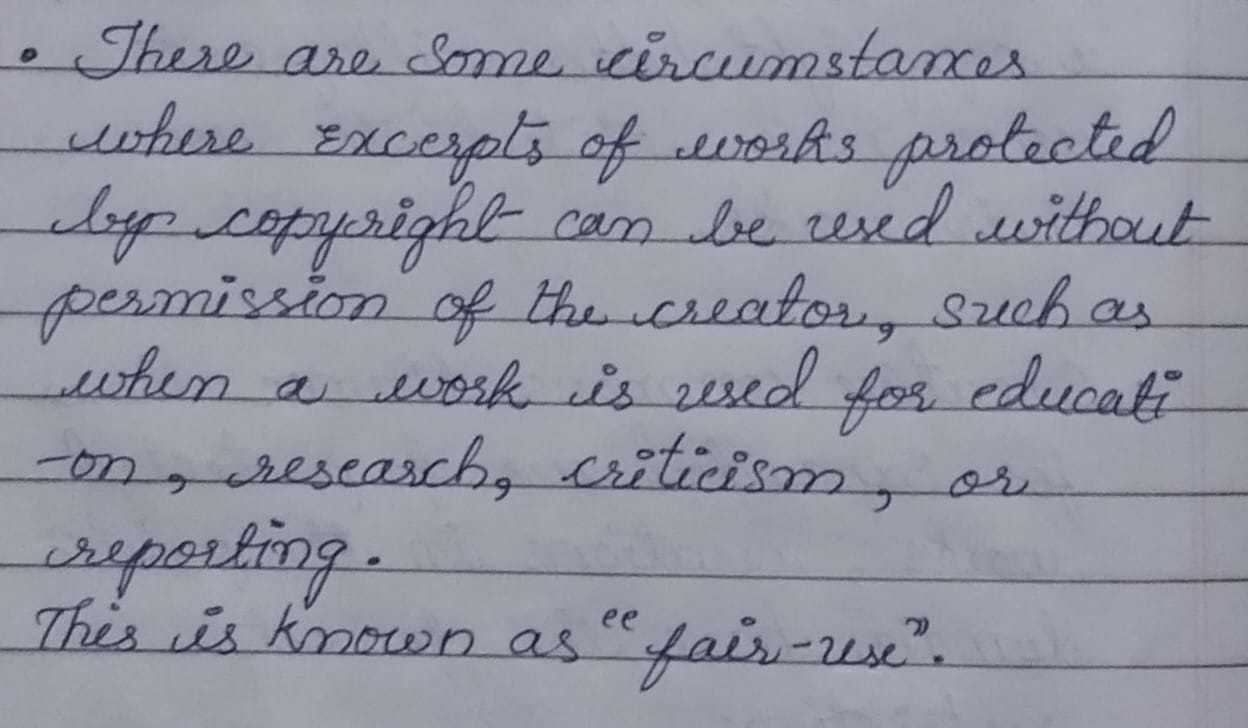 • There are some circumstances
where excerpts of works protected
by copyright can be used without
permission of the creator, such as
when a work is used for educati
-on, research, criticism, or
reporting.
This is known as “fair-use”.